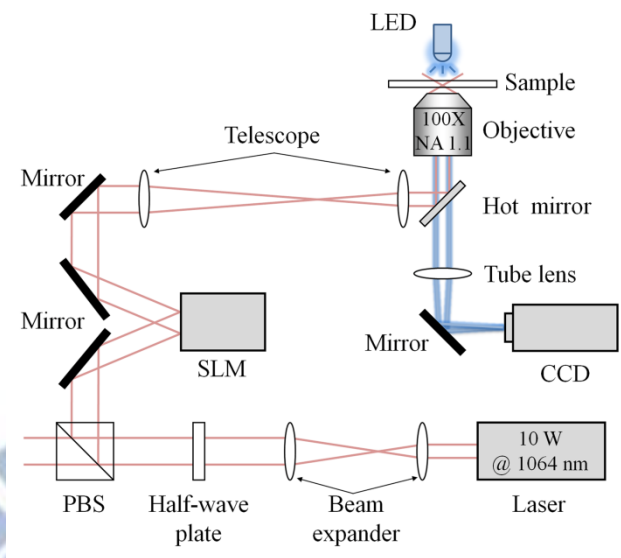 LED
Sample
100X
NA 1.1
Objective
Telescope
Mirror
Hot mirror
Tube lens
Mirror
SLM
Mirror
CCD
10 W
@ 1064 nm
PBS
Half-wave
plate
Beam
expander
Laser